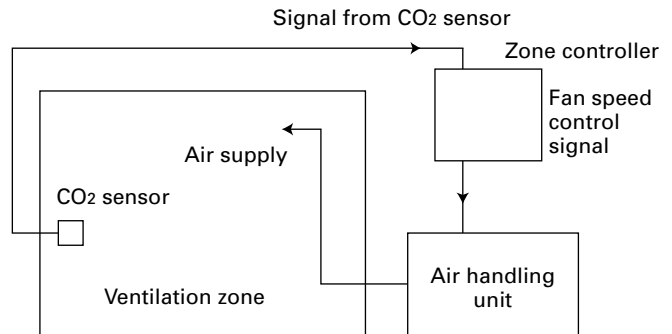 Signal from CO2 sensor
Zone controller
Fan speed
control
signal
Air supply
CO2 sensor
Ventilation zone
Air handling
unit